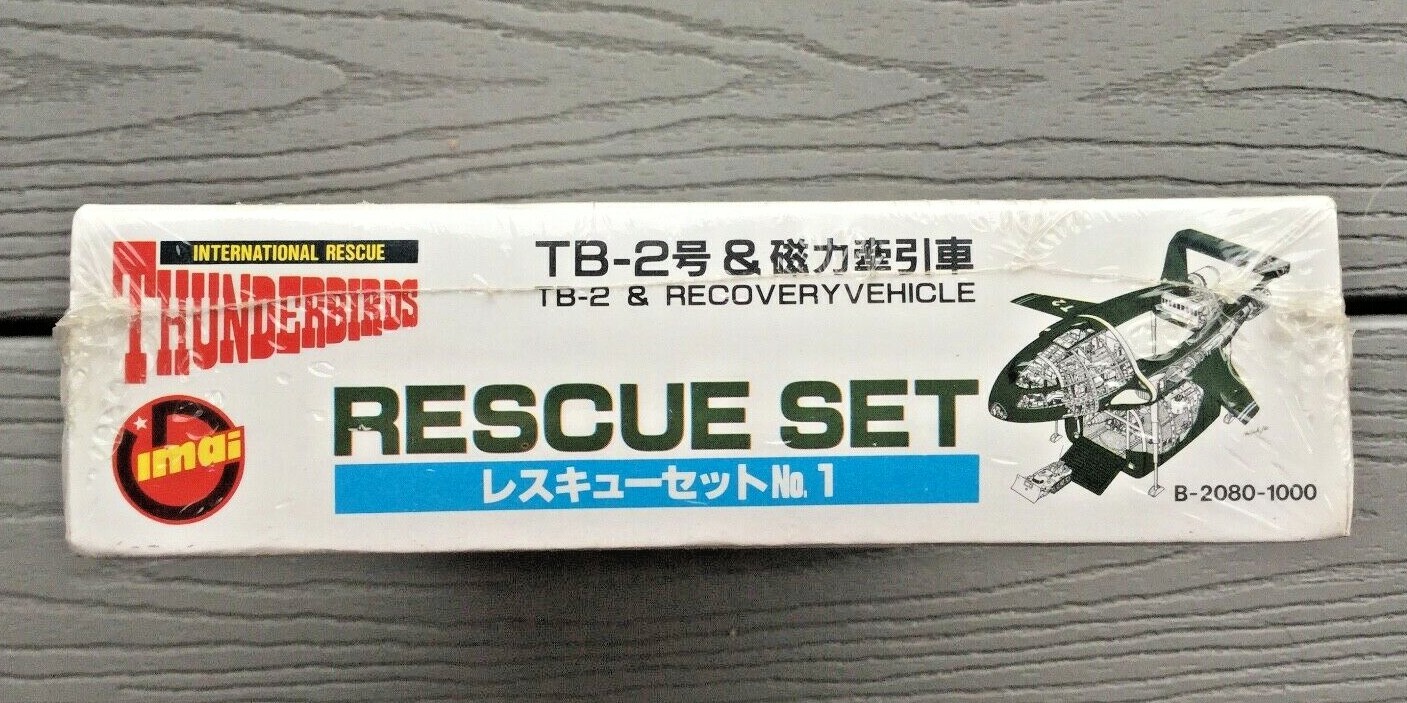 INTERNATIONAL RESCUE
THUNDERBIRDS
imai
TB-2号&磁力牽引車
TB-2 & RECOVERYVEHICLE
RESCUE SET
レスキューセットNo.1
2
B-2080-1000